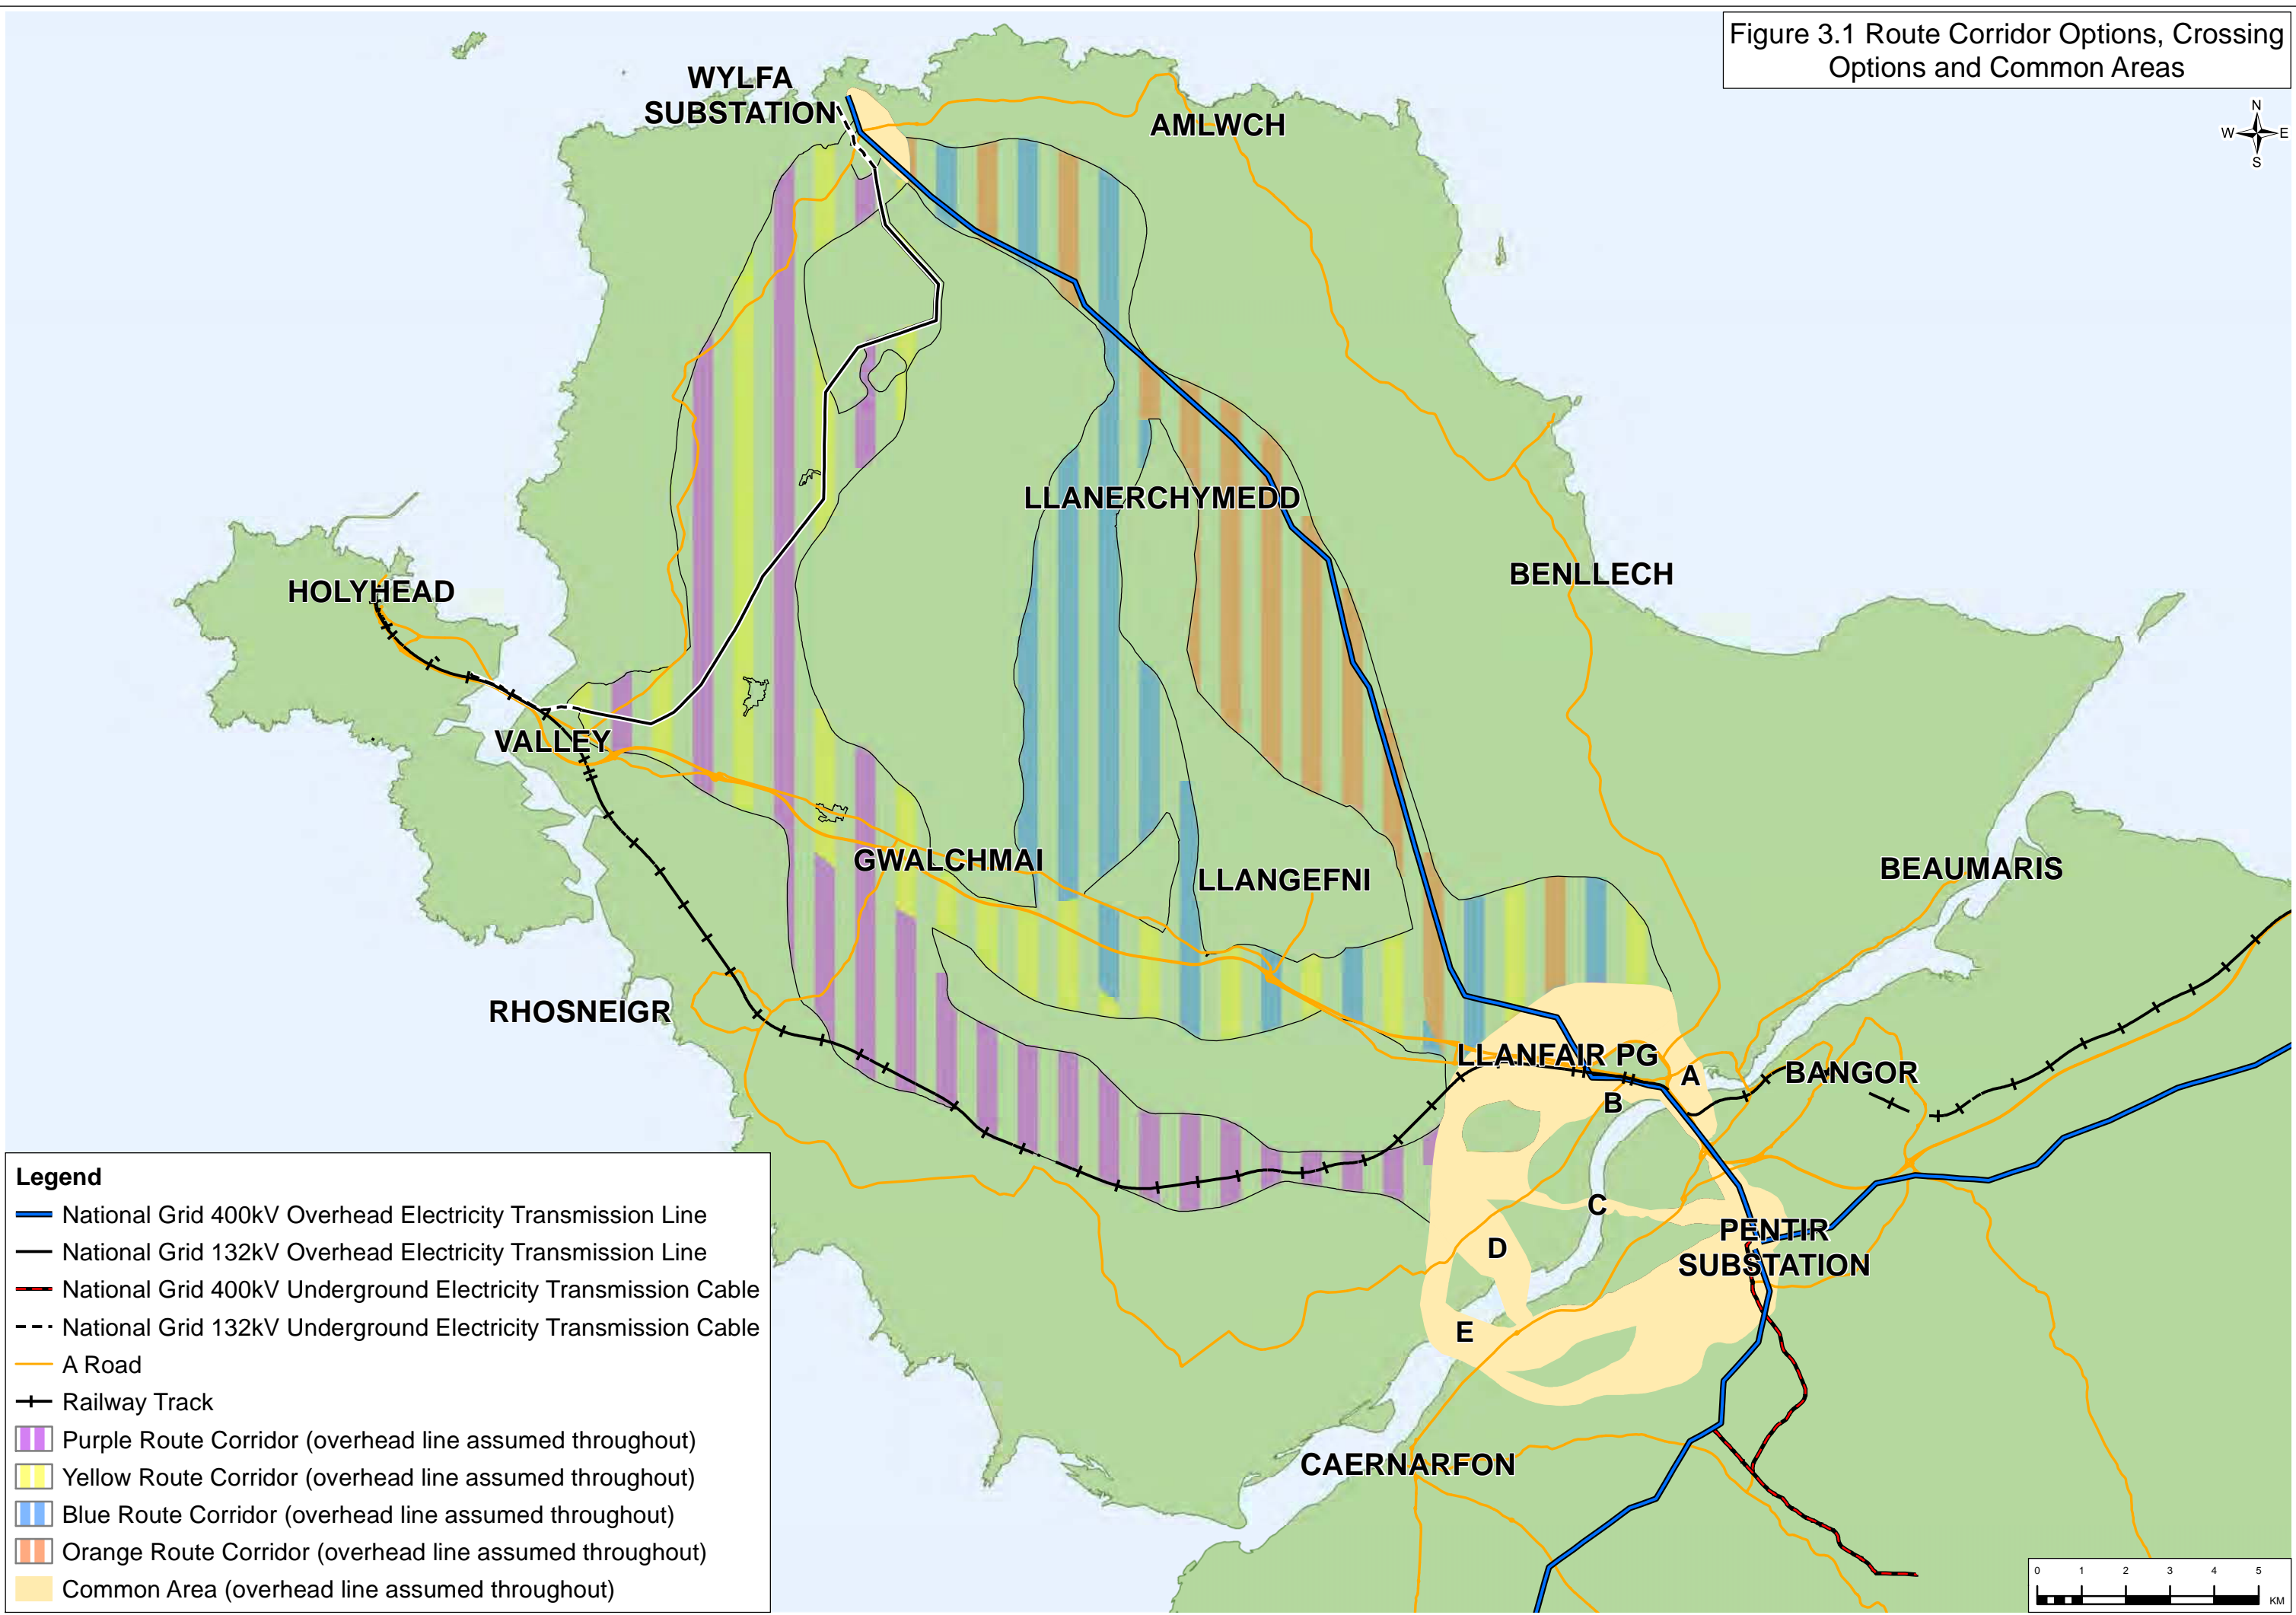 Figure 3.1 Route Corridor Options, Crossing
Options and Common Areas
N
W E
S
WYLFA
SUBSTATION
AMLWCH
LLANERCHYMEDD
BENLLECH
HOLYHEAD
VALLEY
GWALCHMAI
LLANGEFNI
BEAUMARIS
RHOSNEIGR
LLANFAIR PG
A
BANGOR
B
C
PENTIR
SUBSTATION
D
E
CAERNARFON
Legend
National Grid 400kV Overhead Electricity Transmission Line
National Grid 132kV Overhead Electricity Transmission Line
National Grid 400kV Underground Electricity Transmission Cable
National Grid 132kV Underground Electricity Transmission Cable
A Road
Railway Track
Purple Route Corridor (overhead line assumed throughout)
Yellow Route Corridor (overhead line assumed throughout)
Blue Route Corridor (overhead line assumed throughout)
Orange Route Corridor (overhead line assumed throughout)
Common Area (overhead line assumed throughout)
0 1 2 3 4 5
KM